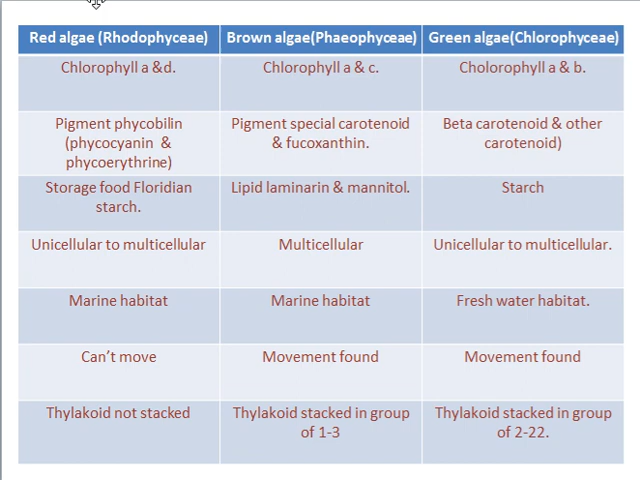 Red algae (Rhodophyceae) Brown algae(Phaeophyceae) Green algae(Chlorophyceae)
Chlorophyll a &d. Chlorophyll a & c. Cholorophyll a & b.
Pigment phycobilin
(phycocyanin &
phycoerythrine)
Pigment special carotenoid
& fucoxanthin.
Beta carotenoid & other
carotenoid)
Storage food Floridian
starch.
Lipid laminarin & mannitol.
Starch
Unicellular to multicellular Multicellular Unicellular to multicellular.
Marine habitat Marine habitat Fresh water habitat.
Can't move Movement found Movement found
Thylakoid not stacked
Thylakoid stacked in group
of 1-3
Thylakoid stacked in group
of 2-22.